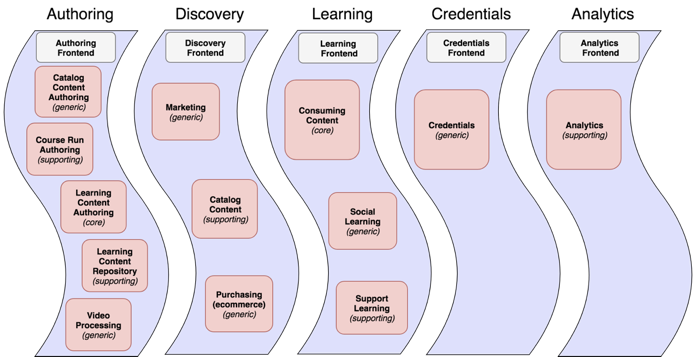 Authoring
Discovery
Learning
Credentials
Analytics
Authoring
Frontend
Catalog
Content
Authoring
(generic)
Course Run
Authoring
(supporting)
Learning
Content
Authoring
(core)
Learning
Content
Repository
(supporting)
Video
Processing
(generic)
Discovery
Frontend
Marketing
(generic)
Catalog
Content
(supporting)
Purchasing
(ecommerce)
(generic)
Learning
Frontend
Consuming
Content
(core)
Social
Learning
(generic)
Support
Learning
(supporting)
Credentials
Frontend
Credentials
(generic)
Analytics
Frontend
Analytics
(supporting)